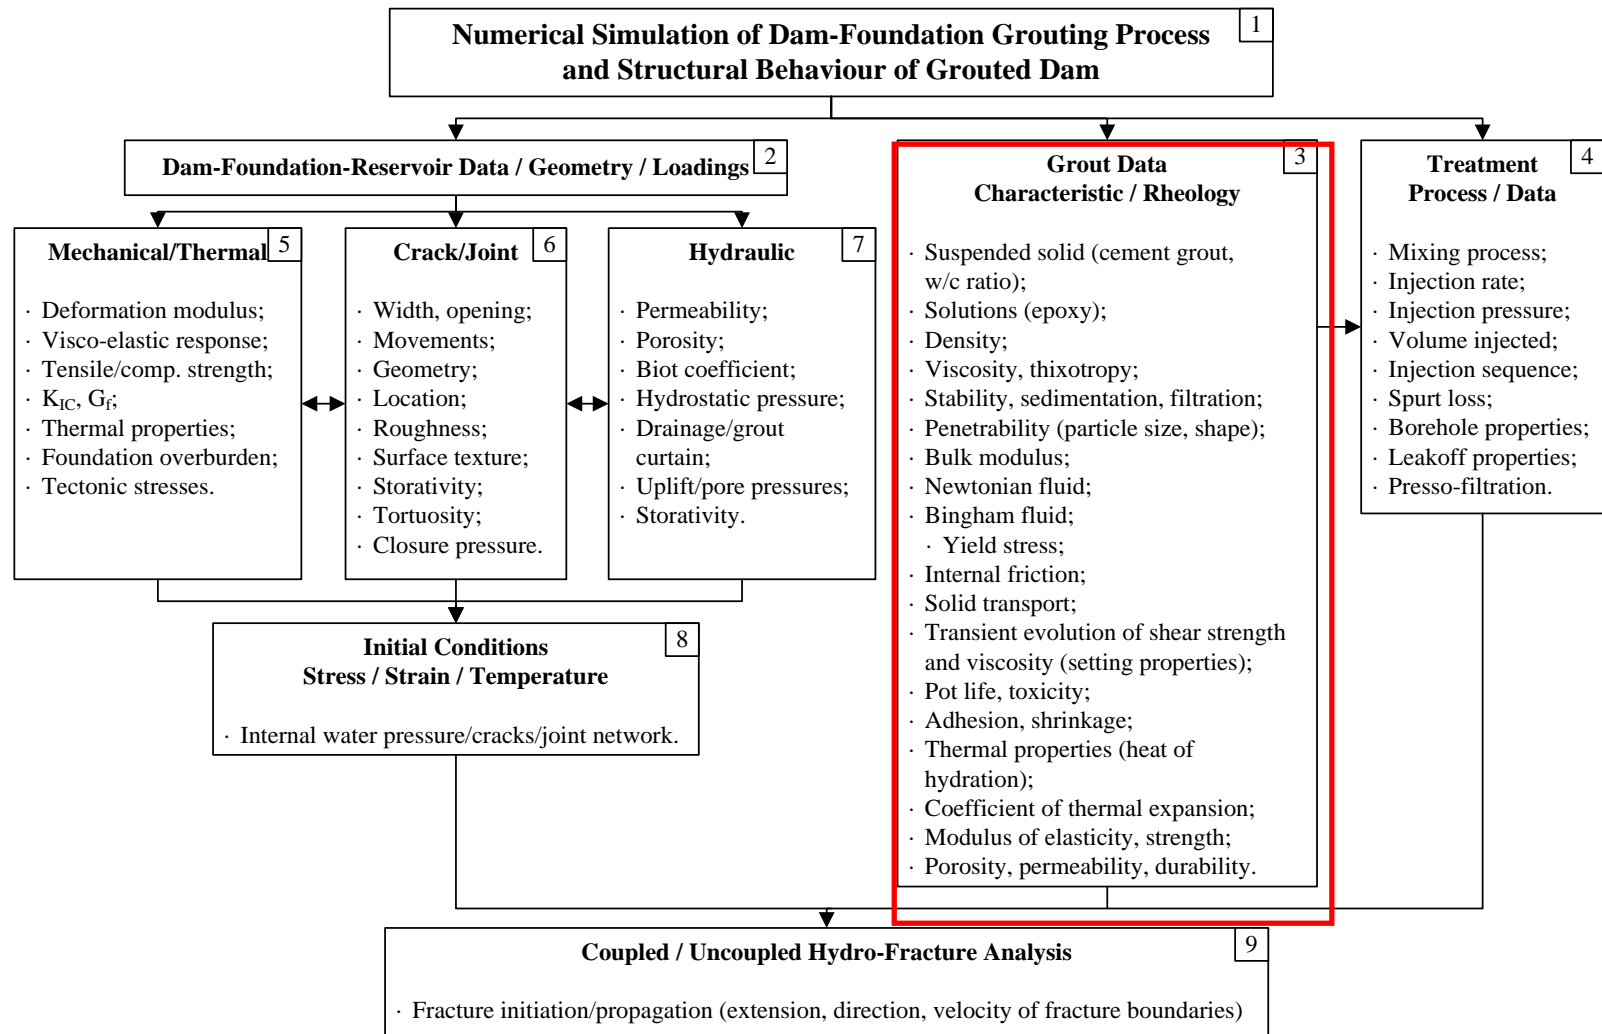 1
Numerical Simulation of Dam-Foundation Grouting Process
and Structural Behaviour of Grouted Dam
2
Dam-Foundation-Reservoir Data / Geometry / Loadings
3
Grout Data
Characteristic / Rheology
· Suspended solid (cement grout,
w/c ratio);
· Solutions (epoxy);
· Density;
· Viscosity, thixotropy;
· Stability, sedimentation, filtration;
· Penetrability (particle size, shape);
· Bulk modulus;
· Newtonian fluid;
· Bingham fluid;
· Yield stress;
· Internal friction;
· Solid transport;
· Transient evolution of shear strength
and viscosity (setting properties);
· Pot life, toxicity;
· Adhesion, shrinkage;
· Thermal properties (heat of
hydration);
· Coefficient of thermal expansion;
· Modulus of elasticity, strength;
· Porosity, permeability, durability.
4
Treatment
Process / Data
· Mixing process;
· Injection rate;
· Injection pressure;
· Volume injected;
· Injection sequence;
· Spurt loss;
· Borehole properties;
· Leakoff properties;
· Presso-filtration.
5
Mechanical/Thermal
· Deformation modulus;
· Visco-elastic response;
· Tensile/comp. strength;
· K_IC, G_f;
· Thermal properties;
· Foundation overburden;
· Tectonic stresses.
6
Crack/Joint
· Width, opening;
· Movements;
· Geometry;
· Location;
· Roughness;
· Surface texture;
· Storativity;
· Tortuosity;
· Closure pressure.
7
Hydraulic
· Permeability;
· Porosity;
· Biot coefficient;
· Hydrostatic pressure;
· Drainage/grout
curtain;
· Uplift/pore pressures;
· Storativity.
8
Initial Conditions
Stress / Strain / Temperature
· Internal water pressure/cracks/joint network.
9
Coupled / Uncoupled Hydro-Fracture Analysis
· Fracture initiation/propagation (extension, direction, velocity of fracture boundaries)